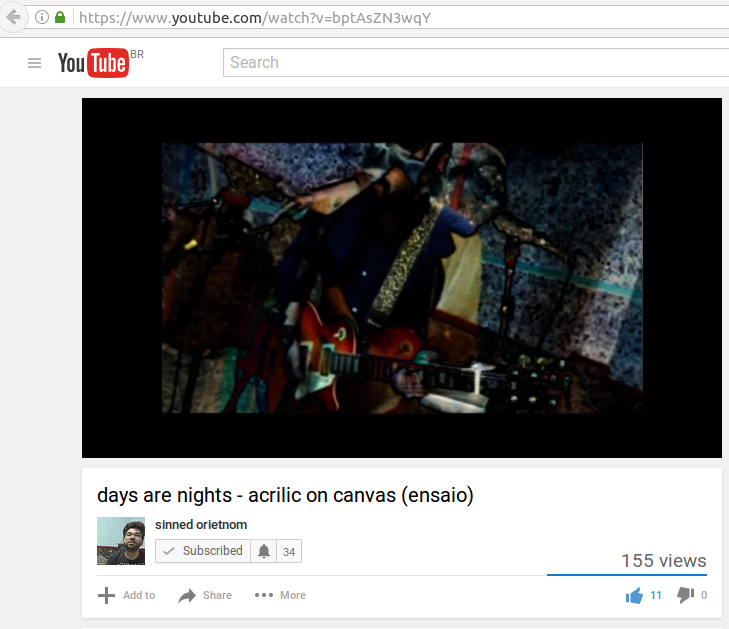 https://www.youtube.com/watch?v=bptAsZN3wqY
YouTube BR
Search
days are nights - acrilic on canvas (ensaio)
sinned orietnom
Subscribed 34
155 views
Add to Share More 11 0